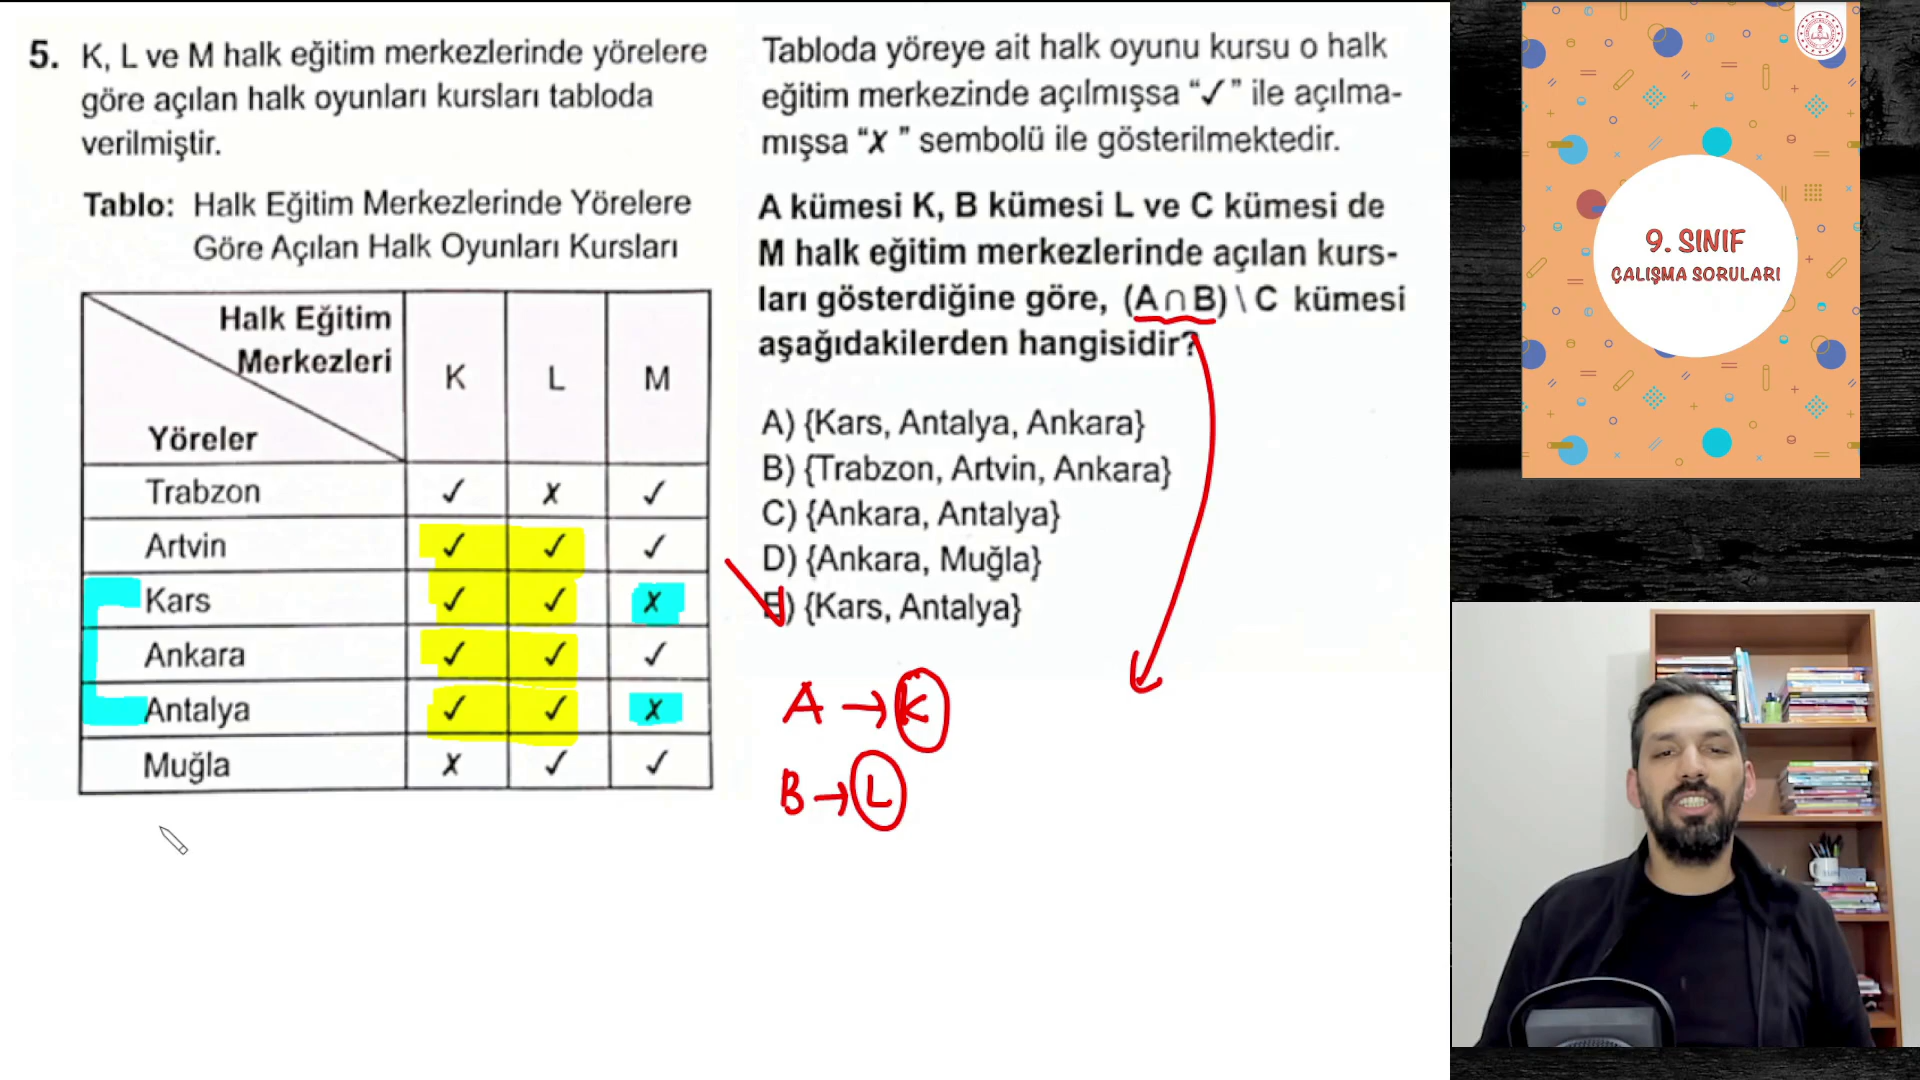 5. K, L ve M halk eğitim merkezlerinde yörelere
göre açılan halk oyunları kursları tabloda
verilmiştir.
Tablo: Halk Eğitim Merkezlerinde Yörelere
Göre Açılan Halk Oyunları Kursları
Halk Eğitim
Merkezleri
Yöreler
K L M
Trabzon ✓ ✗ ✓
Artvin ✓ ✓ ✓
Kars ✓ ✓ ✗
Ankara ✓ ✓ ✓
Antalya ✓ ✓ ✗
Muğla ✗ ✓ ✓
Tabloda yöreye ait halk oyunu kursu o halk
eğitim merkezinde açılmışsa “✓” ile açılma-
mışsa “✗ ” sembolü ile gösterilmektedir.
A kümesi K, B kümesi L ve C kümesi de
M halk eğitim merkezlerinde açılan kurs-
ları gösterdiğine göre, (A ∩ B) \ C kümesi
aşağıdakilerden hangisidir?
A) {Kars, Antalya, Ankara}
B) {Trabzon, Artvin, Ankara}
C) {Ankara, Antalya}
D) {Ankara, Muğla}
E) {Kars, Antalya}
A → K
B → L
9. SINIF
ÇALIŞMA SORULARI